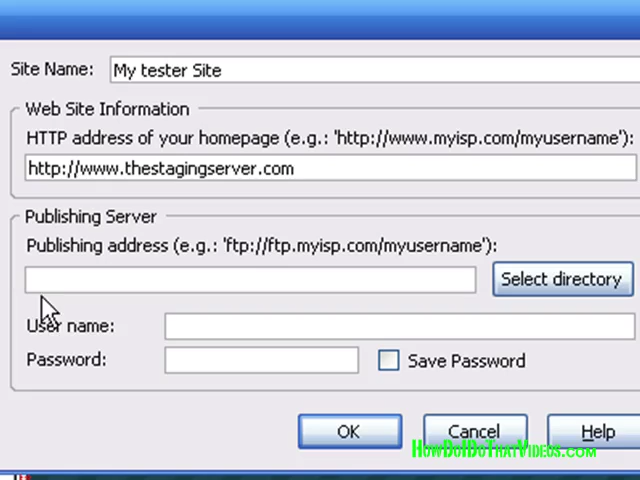 Site Name: My tester Site
Web Site Information
HTTP address of your homepage (e.g.: 'http://www.myisp.com/myusername'):
http://www.thestagingserver.com
Publishing Server
Publishing address (e.g.: 'ftp://ftp.myisp.com/myusername'):
Select directory
User name:
Password: Save Password
OK Cancel Help
HowDoIDoThatVideos.com